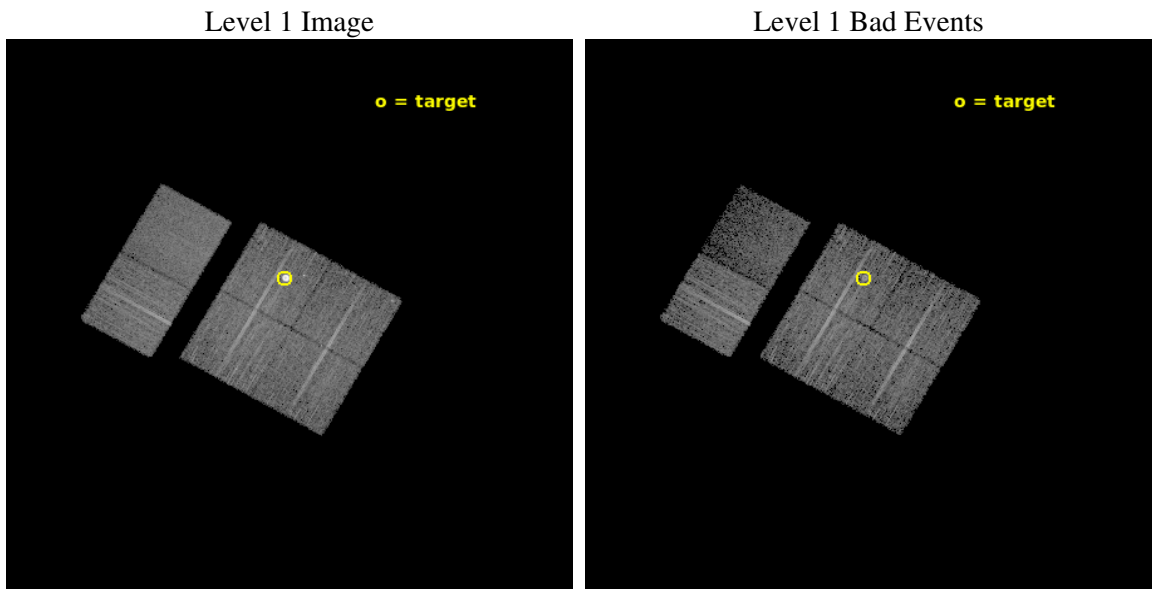 Level 1 Image
Level 1 Bad Events
o = target
o = target